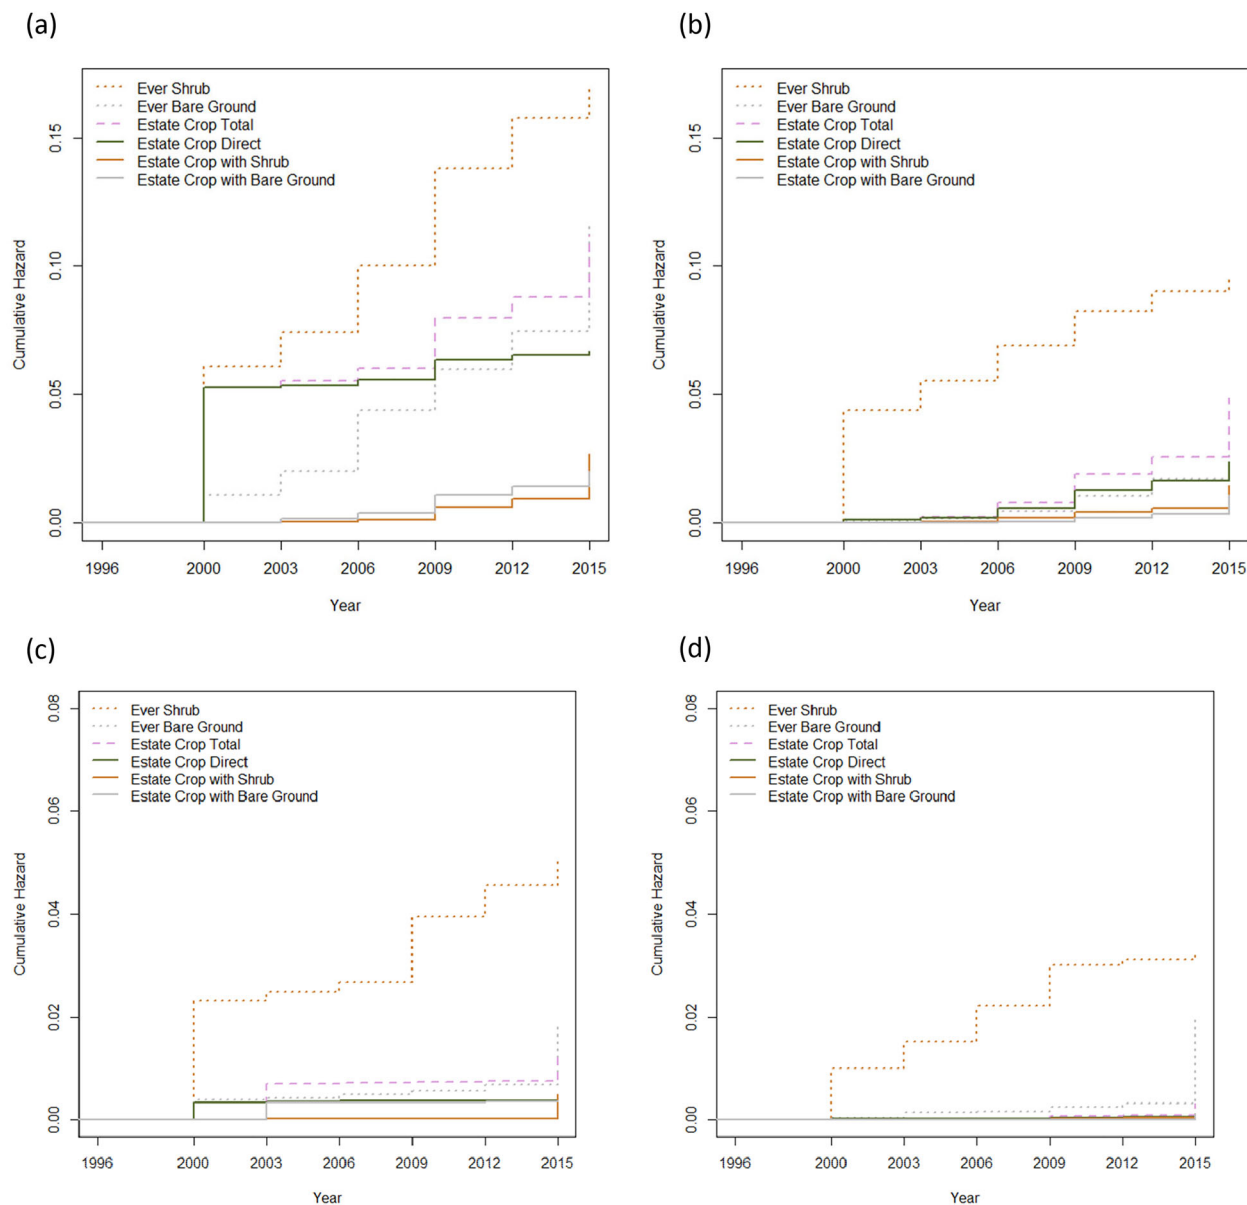 (a)
Ever Shrub
Ever Bare Ground
Estate Crop Total
Estate Crop Direct
Estate Crop with Shrub
Estate Crop with Bare Ground
Cumulative Hazard
0.15
0.10
0.05
0.00
1996 2000 2003 2006 2009 2012 2015
Year
(b)
Ever Shrub
Ever Bare Ground
Estate Crop Total
Estate Crop Direct
Estate Crop with Shrub
Estate Crop with Bare Ground
Cumulative Hazard
0.15
0.10
0.05
0.00
1996 2000 2003 2006 2009 2012 2015
Year
(c)
Ever Shrub
Ever Bare Ground
Estate Crop Total
Estate Crop Direct
Estate Crop with Shrub
Estate Crop with Bare Ground
Cumulative Hazard
0.08
0.06
0.04
0.02
0.00
1996 2000 2003 2006 2009 2012 2015
Year
(d)
Ever Shrub
Ever Bare Ground
Estate Crop Total
Estate Crop Direct
Estate Crop with Shrub
Estate Crop with Bare Ground
Cumulative Hazard
0.08
0.06
0.04
0.02
0.00
1996 2000 2003 2006 2009 2012 2015
Year